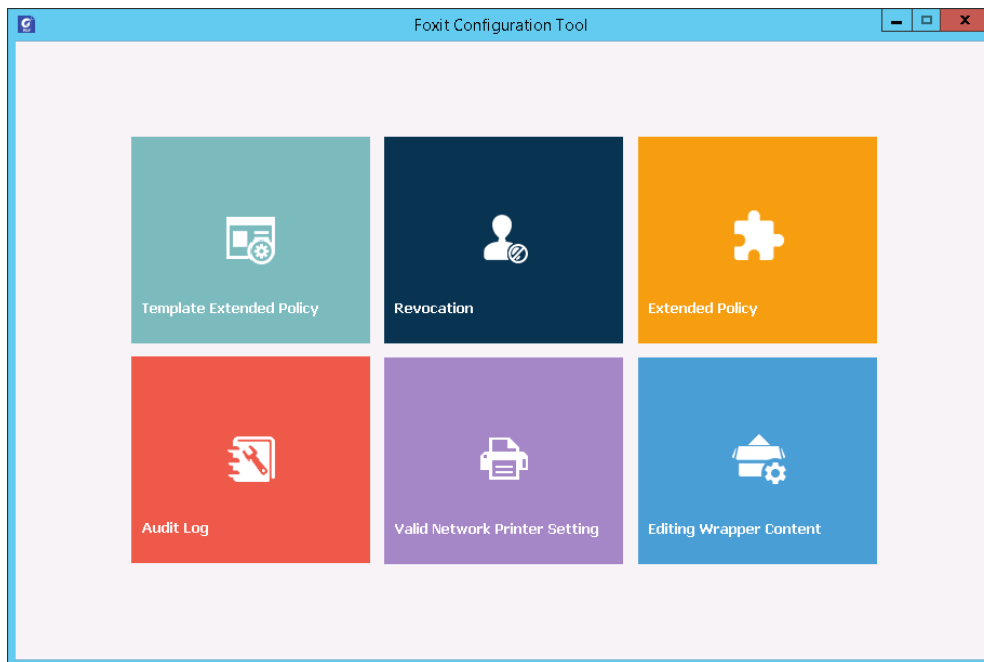 Foxit Configuration Tool
Template Extended Policy
Revocation
Extended Policy
Audit Log
Valid Network Printer Setting
Editing Wrapper Content